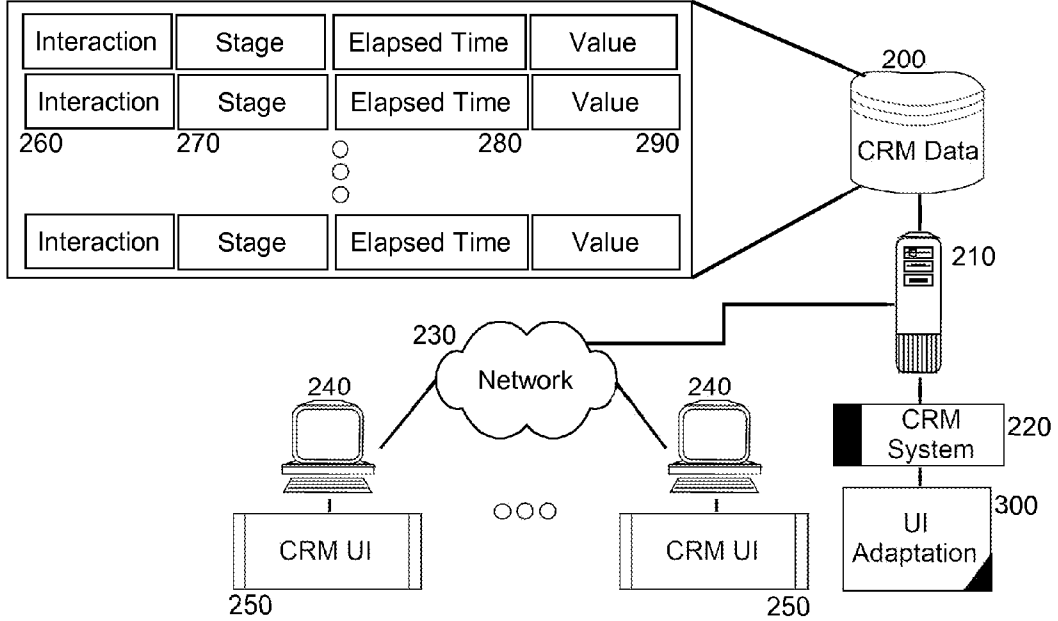 Interaction Stage Elapsed Time Value
Interaction Stage Elapsed Time Value
260 270 280 290
Interaction Stage Elapsed Time Value
200
CRM Data
210
230
Network
240
240
CRM
System
220
CRM UI
250
CRM UI
250
UI
Adaptation
300